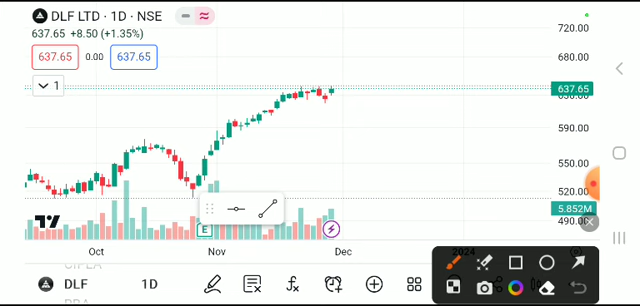 DLF LTD · 1D · NSE
637.65 +8.50 (+1.35%)
637.65 0.00 637.65
1
720.00
680.00
637.65
630.00
590.00
550.00
520.00
5.852M
490.00
E
Oct Nov Dec 2024
DLF 1D